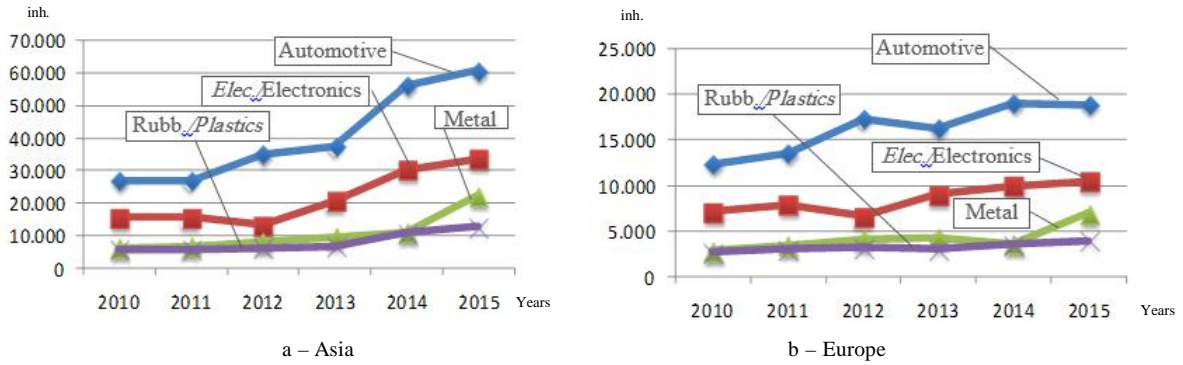 inh.
70.000
60.000
50.000
40.000
30.000
20.000
10.000
0
Automotive
Elec./Electronics
Rubb./Plastics
Metal
2010 2011 2012 2013 2014 2015 Years
a – Asia
inh.
25.000
20.000
15.000
10.000
5.000
0
Automotive
Rubb./Plastics
Elec./Electronics
Metal
2010 2011 2012 2013 2014 2015 Years
b – Europe